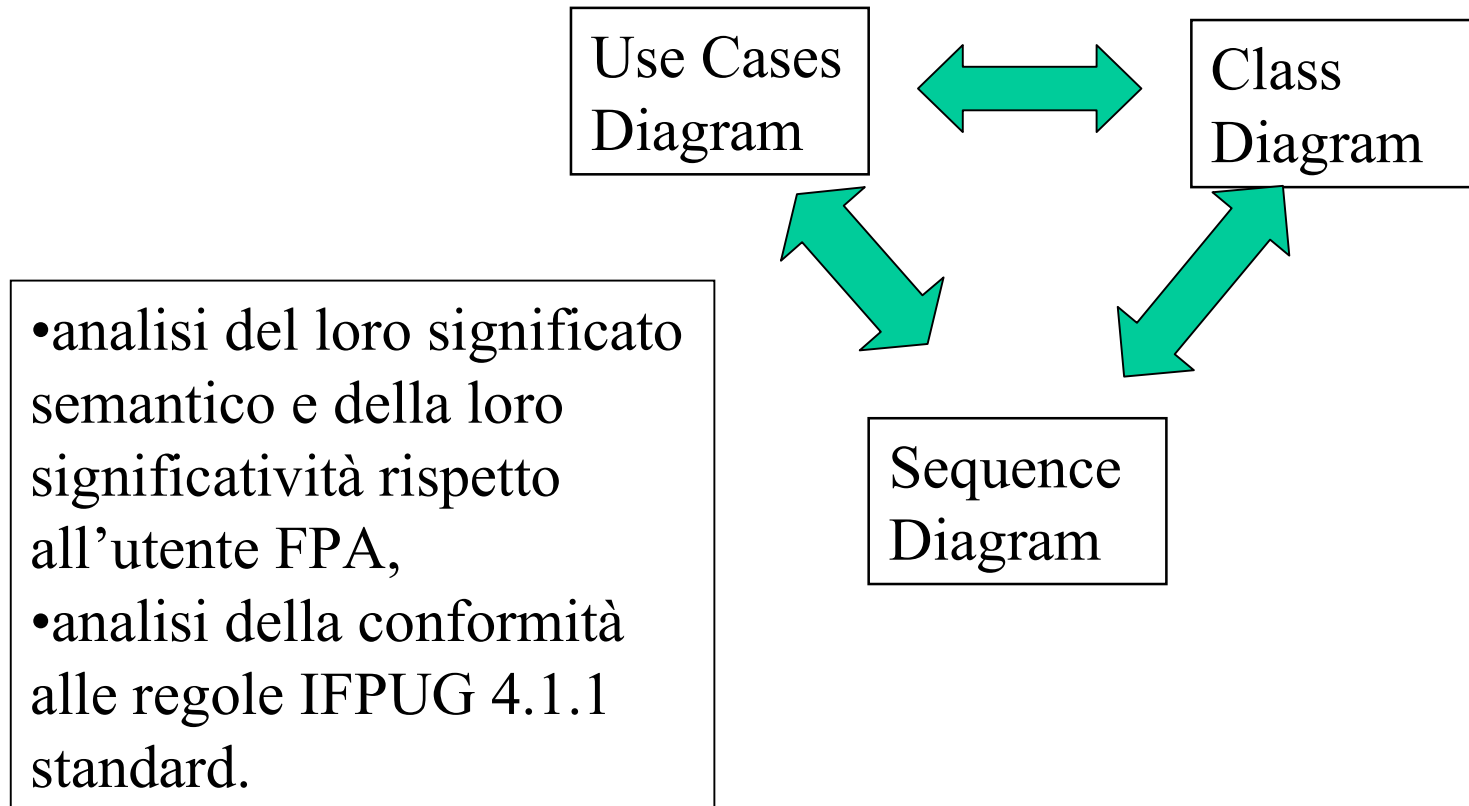 Use Cases
Diagram
Class
Diagram
•analisi del loro significato
semantico e della loro
significatività rispetto
all’utente FPA,
•analisi della conformità
alle regole IFPUG 4.1.1
standard.
Sequence
Diagram